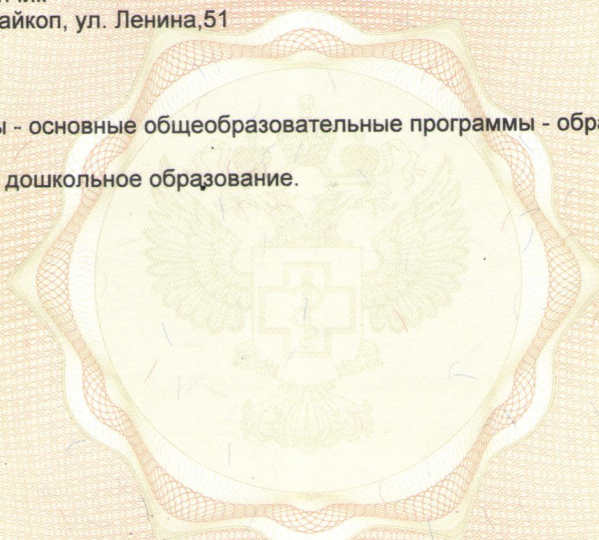 айкоп, ул. Ленина,51
ы - основные общеобразовательные программы - обра
дошкольное образование.